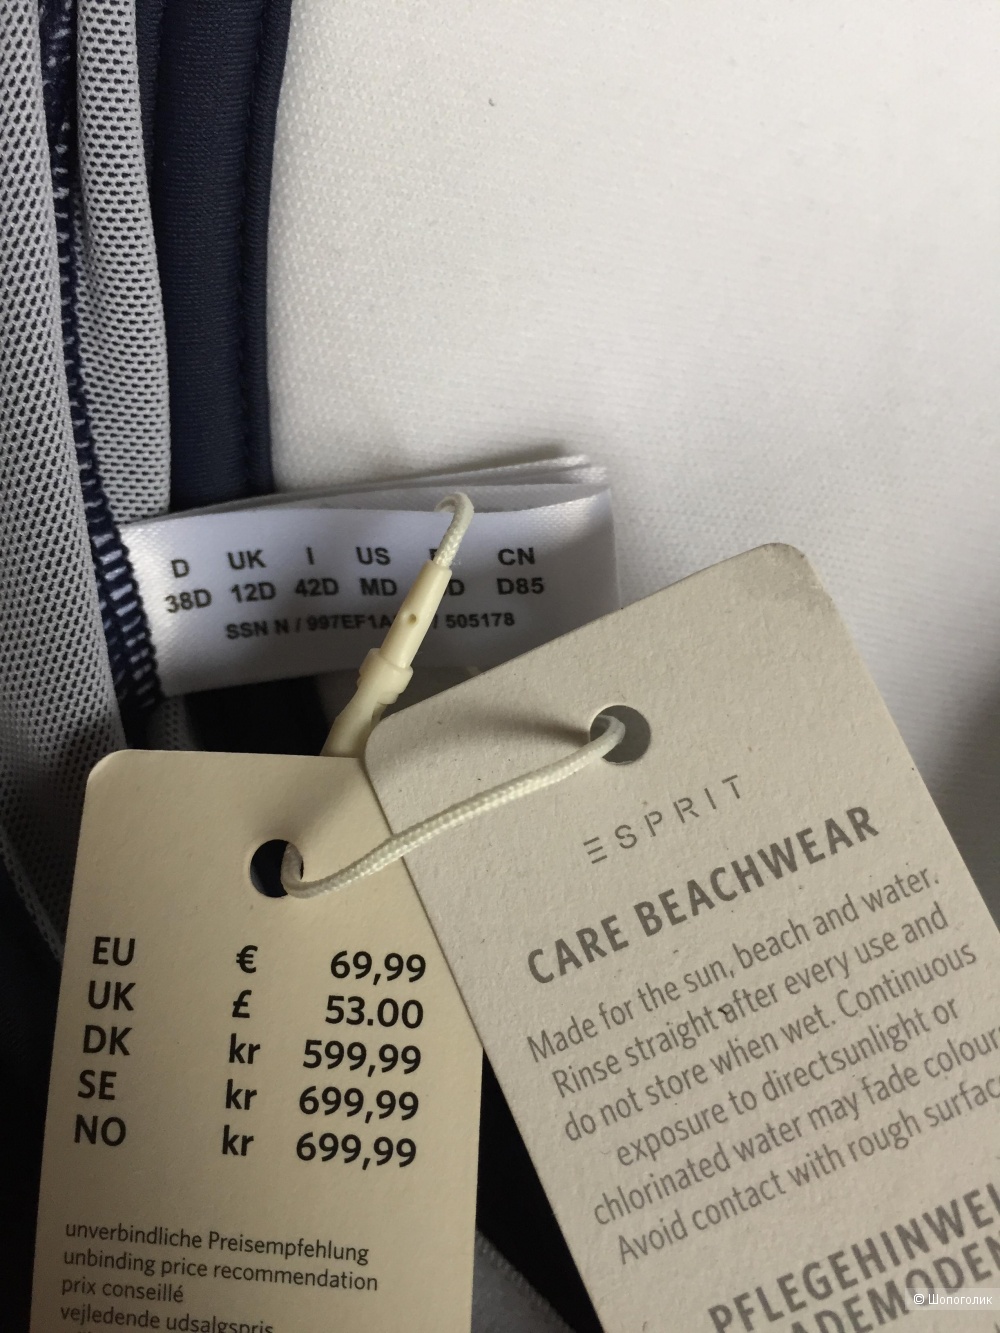 D UK I US CN
38D 12D 42D MD D D85
SSN N / 997EF1A / 505178
ESPRIT
CARE BEACHWEAR
Made for the sun, beach and water.
Rinse straight after every use and
do not store when wet. Continuous
exposure to directsunlight or
chlorinated water may fade colour
Avoid contact with rough surfac
PFLEGEHINWEI
ADEMODEN
EU € 69,99
UK £ 53.00
DK kr 599,99
SE kr 699,99
NO kr 699,99
unverbindliche Preisempfehlung
unbinding price recommendation
prix conseillé
vejledende udsalgspris
© Шопоголик